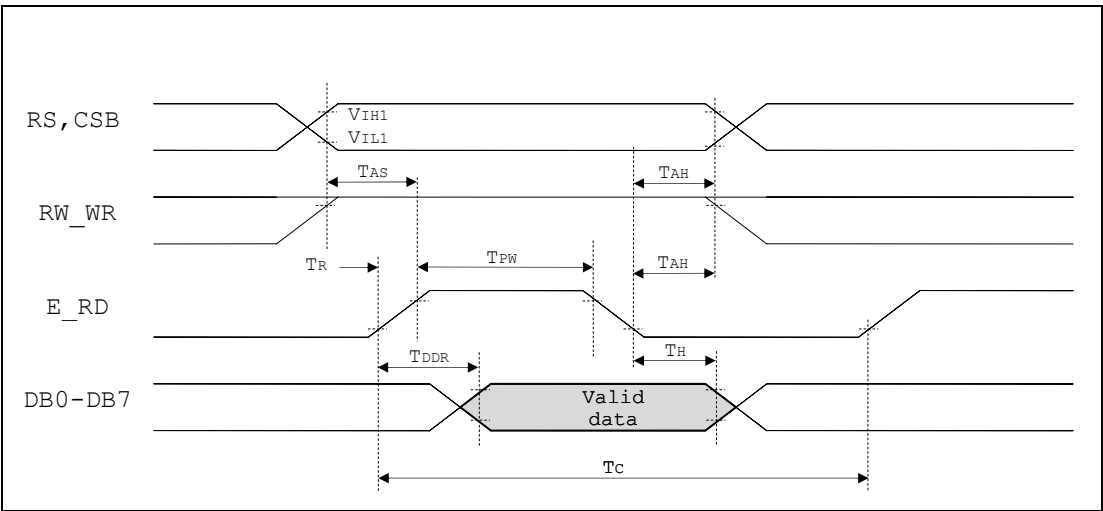 RS,CSB
VIH1
VIL1
TAS
TAH
RW_WR
TR
TPW
TAH
E_RD
TDDR
TH
DB0-DB7
Valid
data
TC